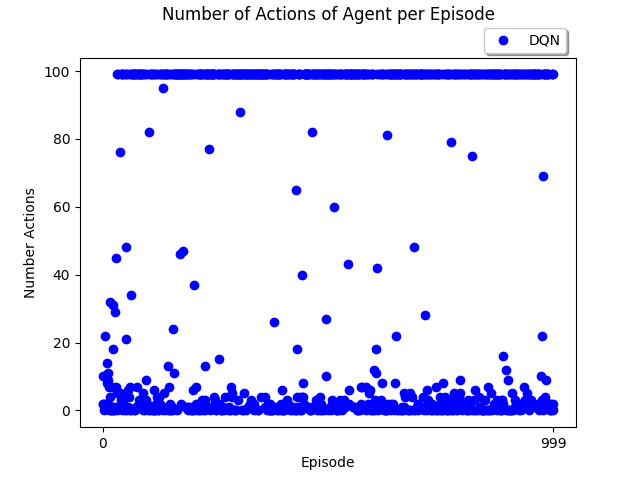 Number of Actions of Agent per Episode
DQN
100
80
60
40
20
0
Number Actions
0
999
Episode